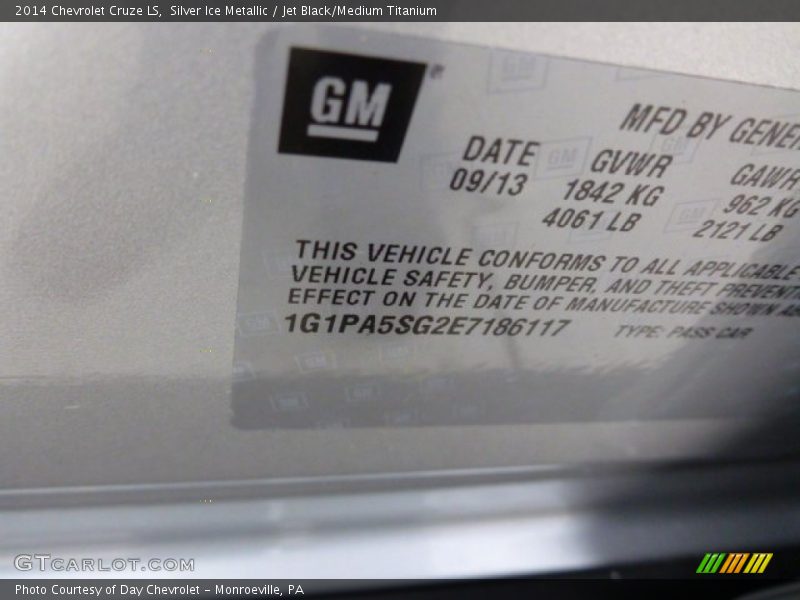 2014 Chevrolet Cruze LS, Silver Ice Metallic / Jet Black/Medium Titanium
GM
MFD BY GENER
DATE GVWR GAWR
09/13 1842 KG 962 KG
4061 LB 2121 LB
THIS VEHICLE CONFORMS TO ALL APPLICABLE
VEHICLE SAFETY, BUMPER, AND THEFT PREVENTI
EFFECT ON THE DATE OF MANUFACTURE SHOWN AB
1G1PA5SG2E7186117 TYPE: PASS CAR
GTCARLOT.COM
Photo Courtesy of Day Chevrolet - Monroeville, PA